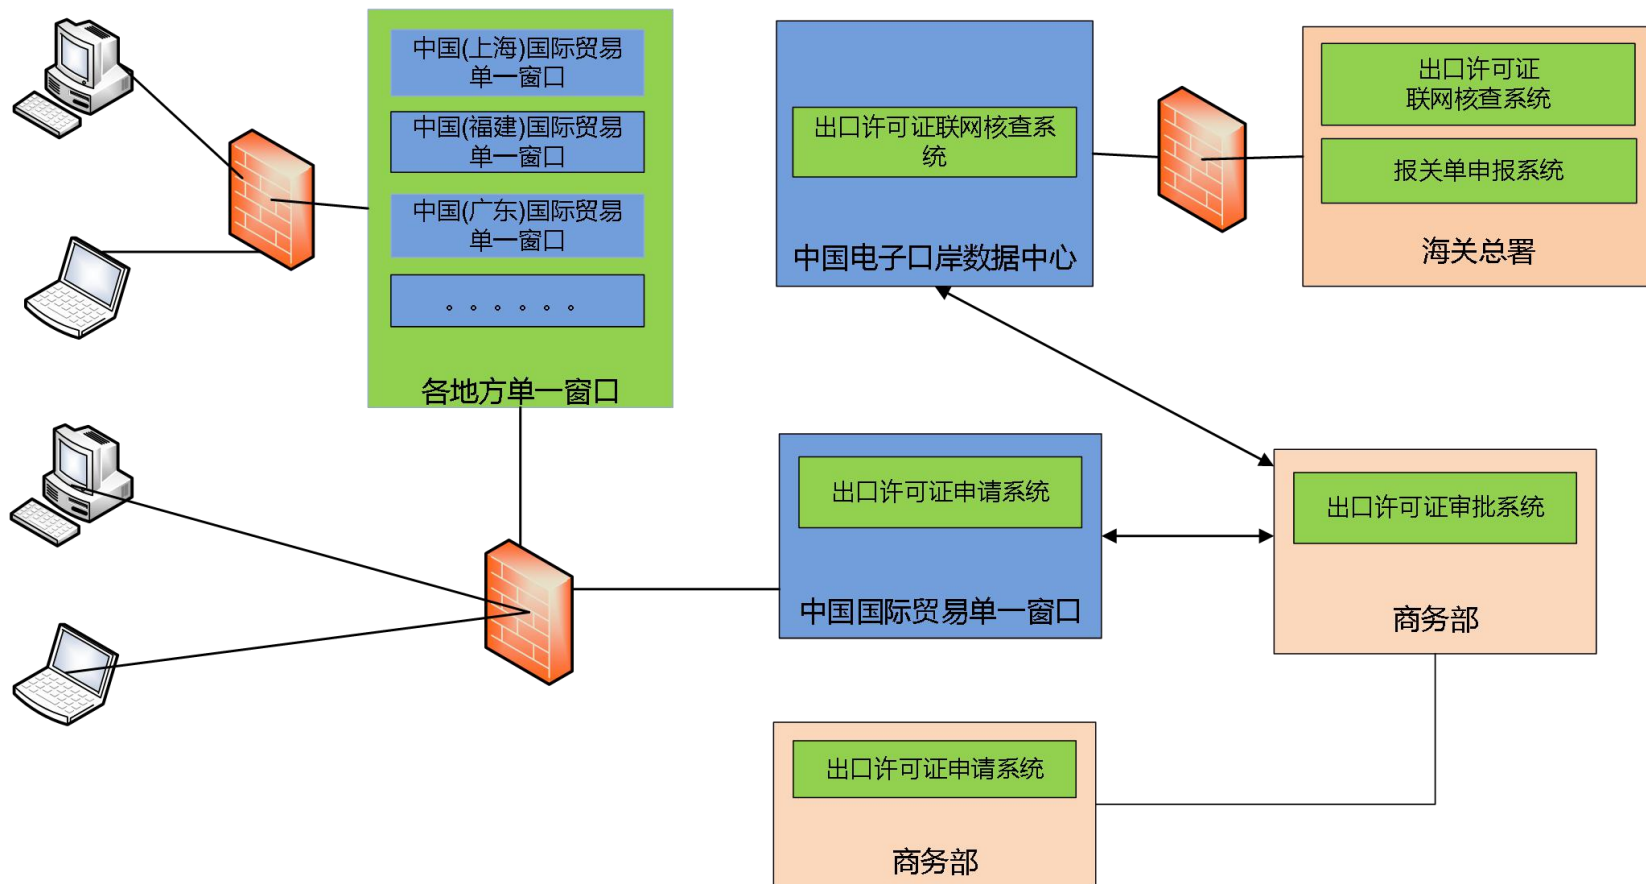 中国(上海)国际贸易
单一窗口
中国(福建)国际贸易
单一窗口
中国(广东)国际贸易
单一窗口
。。。。。。
各地方单一窗口
出口许可证联网核查系
统
中国电子口岸数据中心
出口许可证
联网核查系统
报关单申报系统
海关总署
出口许可证申请系统
中国国际贸易单一窗口
出口许可证审批系统
商务部
出口许可证申请系统
商务部